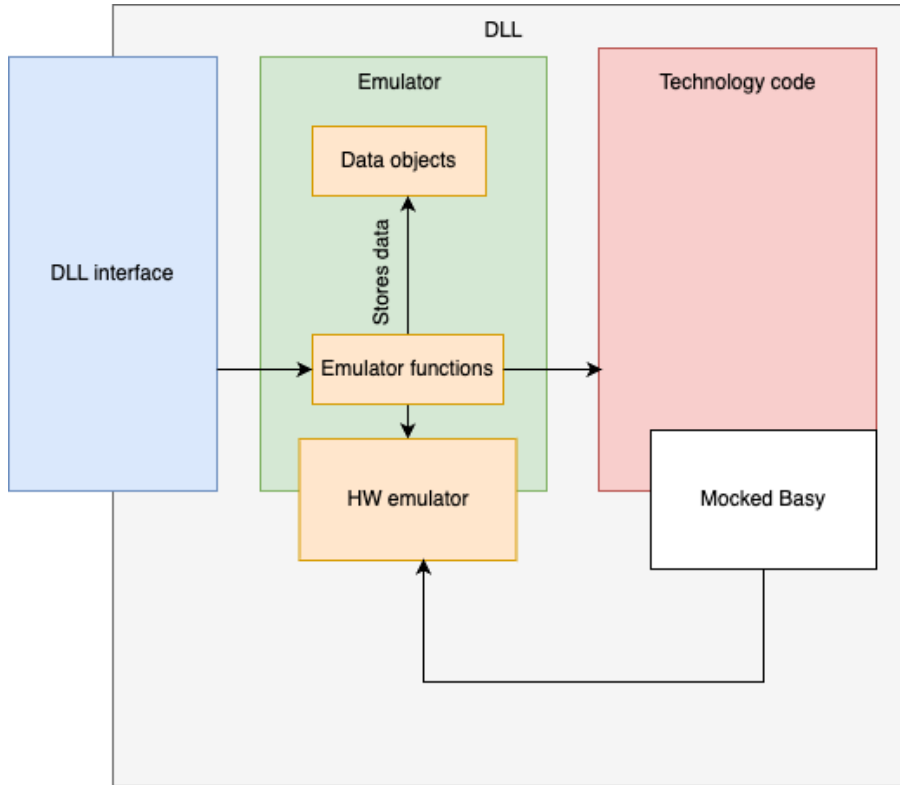 DLL
Emulator
Technology code
Data objects
Stores data
DLL interface
Emulator functions
HW emulator
Mocked Basy